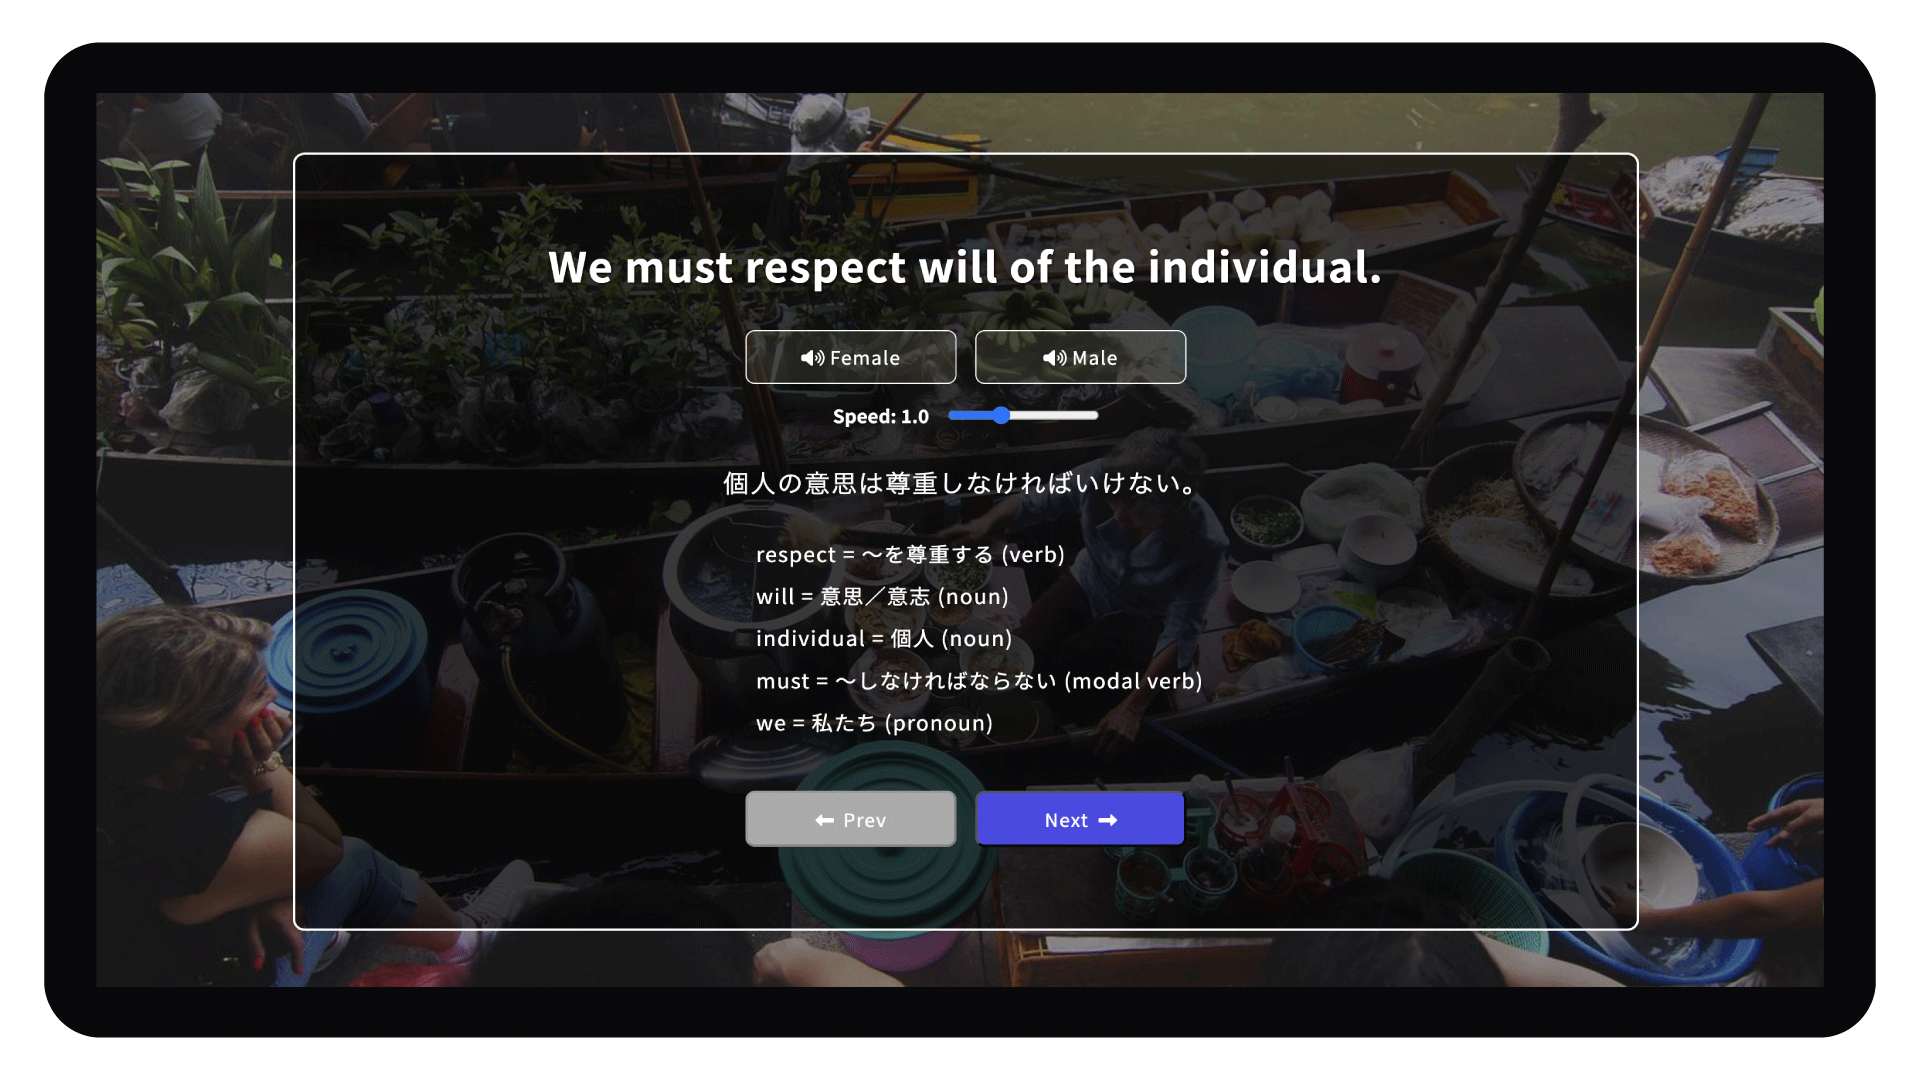 We must respect will of the individual.
Female
Male
Speed: 1.0
個人の意思は尊重しなければいけない。
respect = 〜を尊重する (verb)
will = 意思／意志 (noun)
individual = 個人 (noun)
must = 〜しなければならない (modal verb)
we = 私たち (pronoun)
Prev
Next